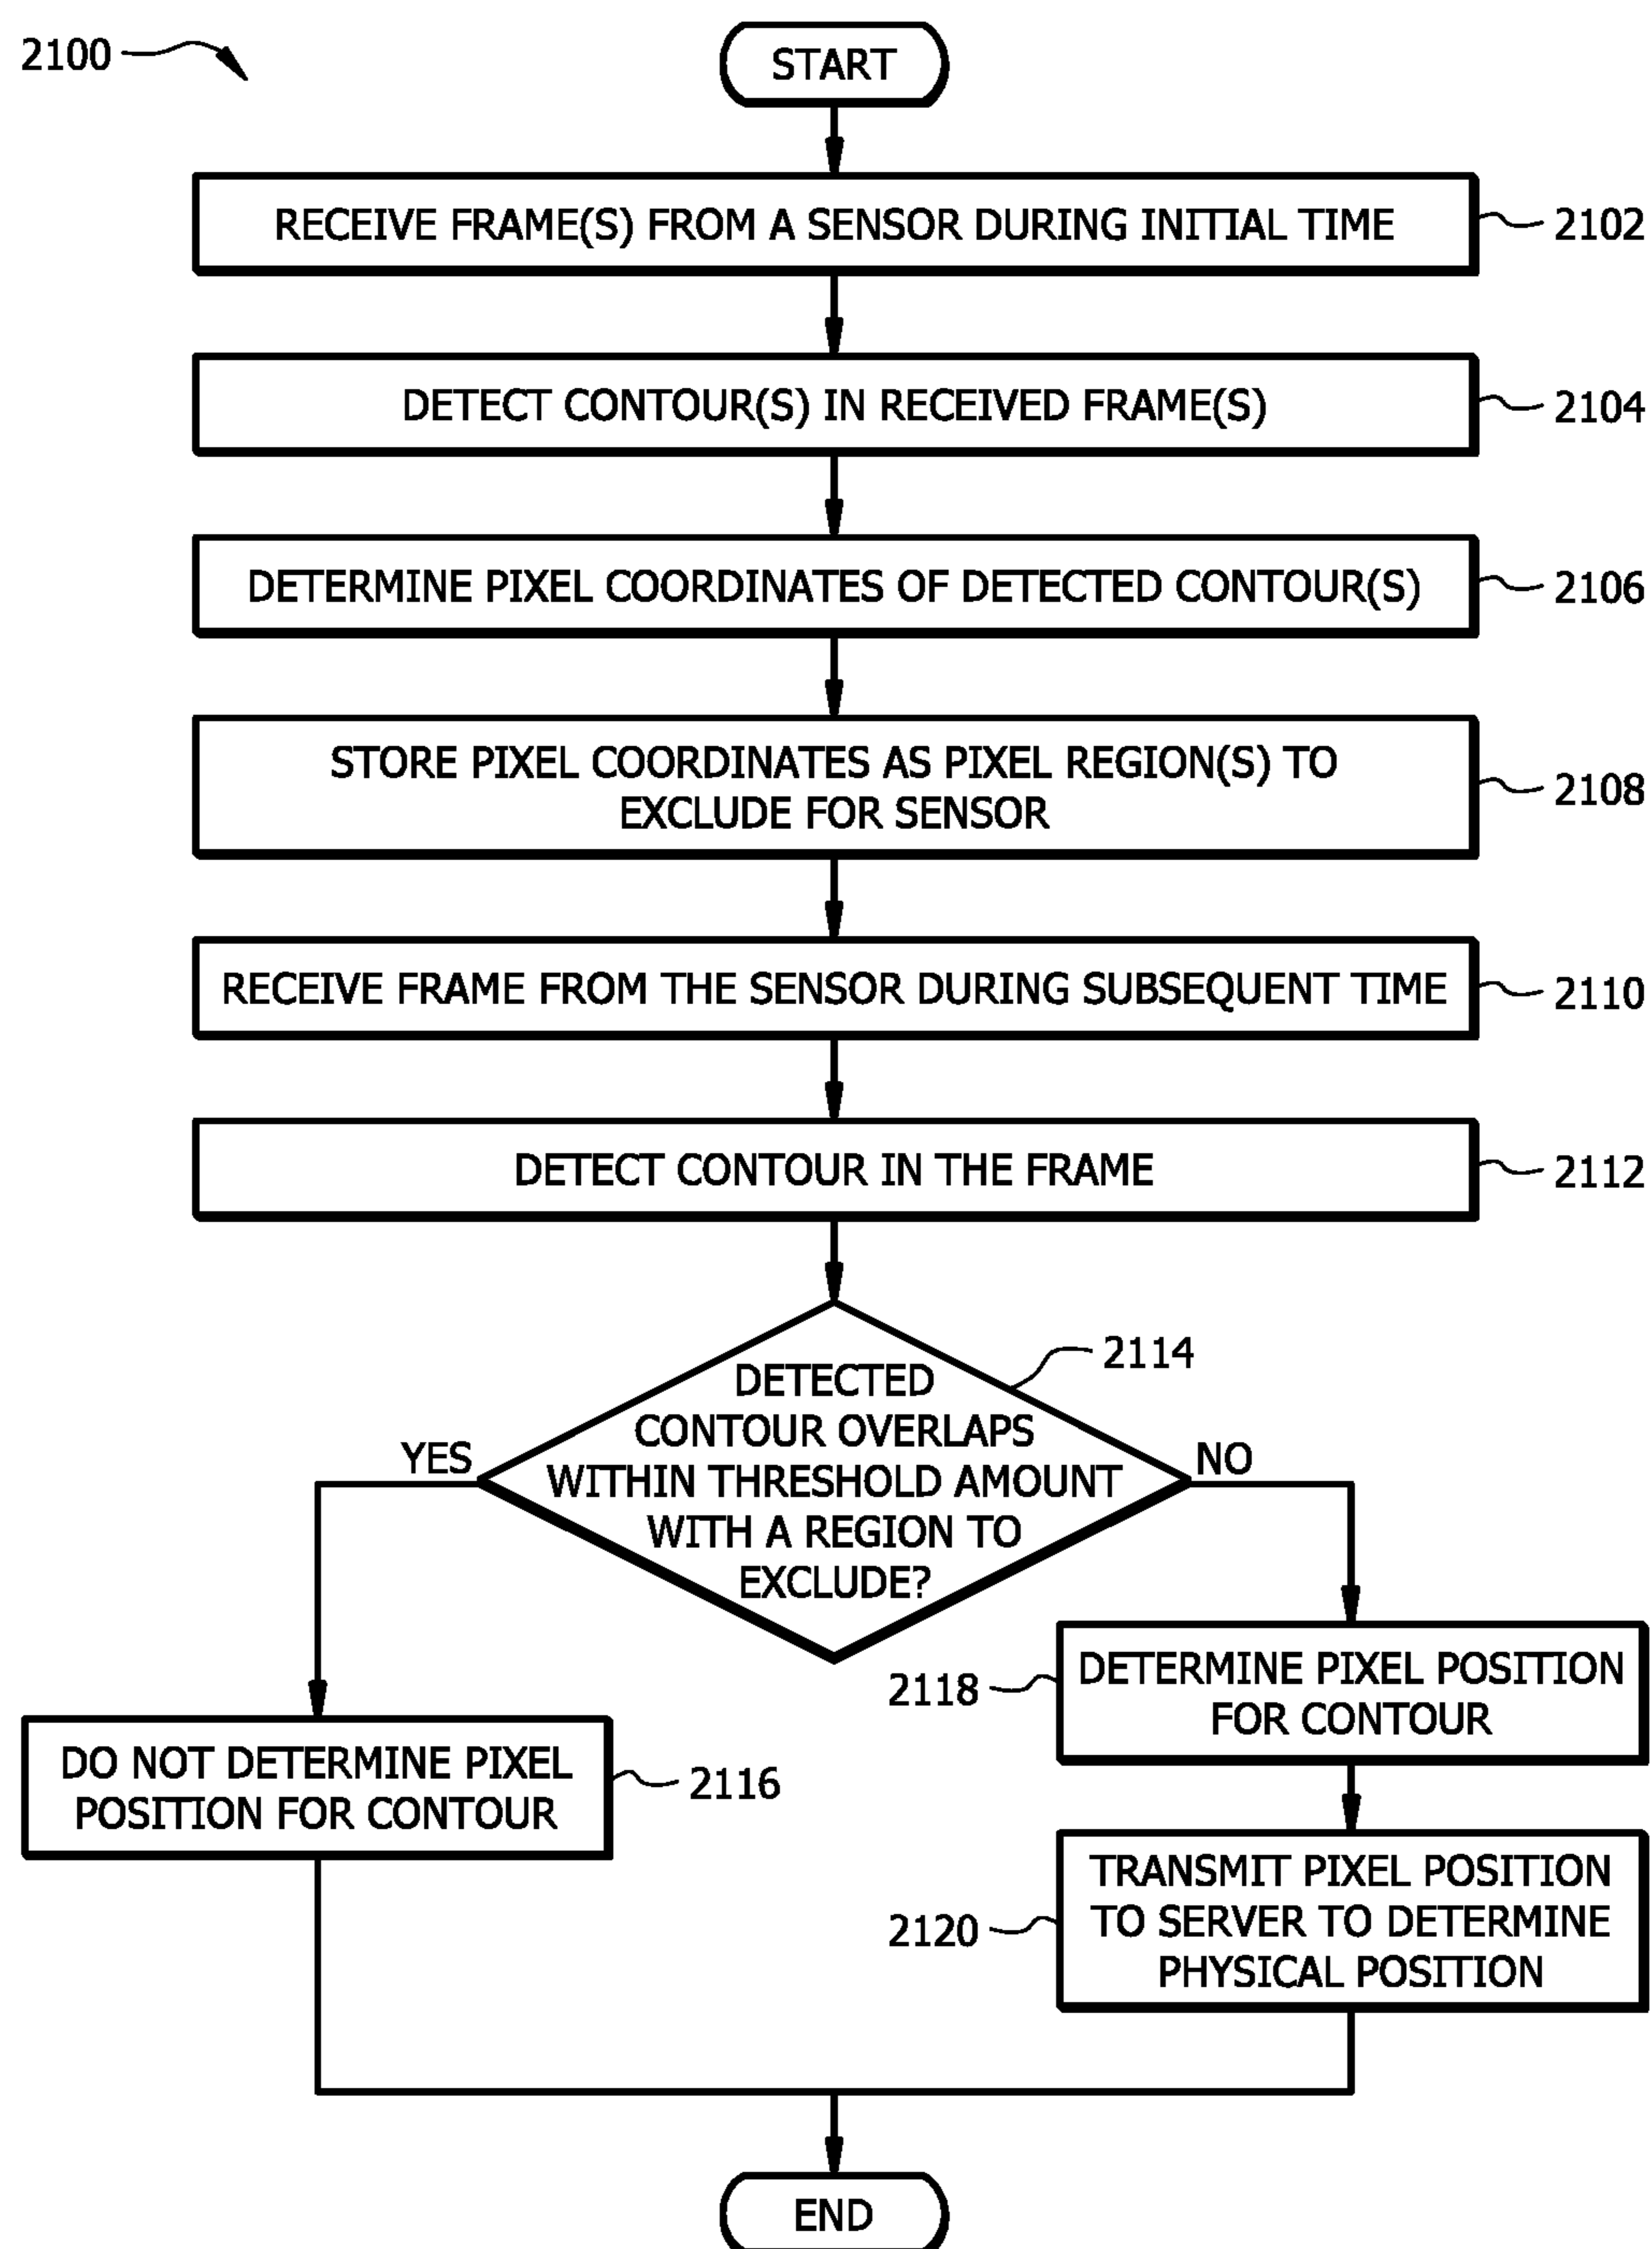 2100
START
RECEIVE FRAME(S) FROM A SENSOR DURING INITIAL TIME
2102
DETECT CONTOUR(S) IN RECEIVED FRAME(S)
2104
DETERMINE PIXEL COORDINATES OF DETECTED CONTOUR(S)
2106
STORE PIXEL COORDINATES AS PIXEL REGION(S) TO
EXCLUDE FOR SENSOR
2108
RECEIVE FRAME FROM THE SENSOR DURING SUBSEQUENT TIME
2110
DETECT CONTOUR IN THE FRAME
2112
DETECTED
CONTOUR OVERLAPS
WITHIN THRESHOLD AMOUNT
WITH A REGION TO
EXCLUDE?
2114
YES
NO
DO NOT DETERMINE PIXEL
POSITION FOR CONTOUR
2116
DETERMINE PIXEL POSITION
FOR CONTOUR
2118
TRANSMIT PIXEL POSITION
TO SERVER TO DETERMINE
PHYSICAL POSITION
2120
END